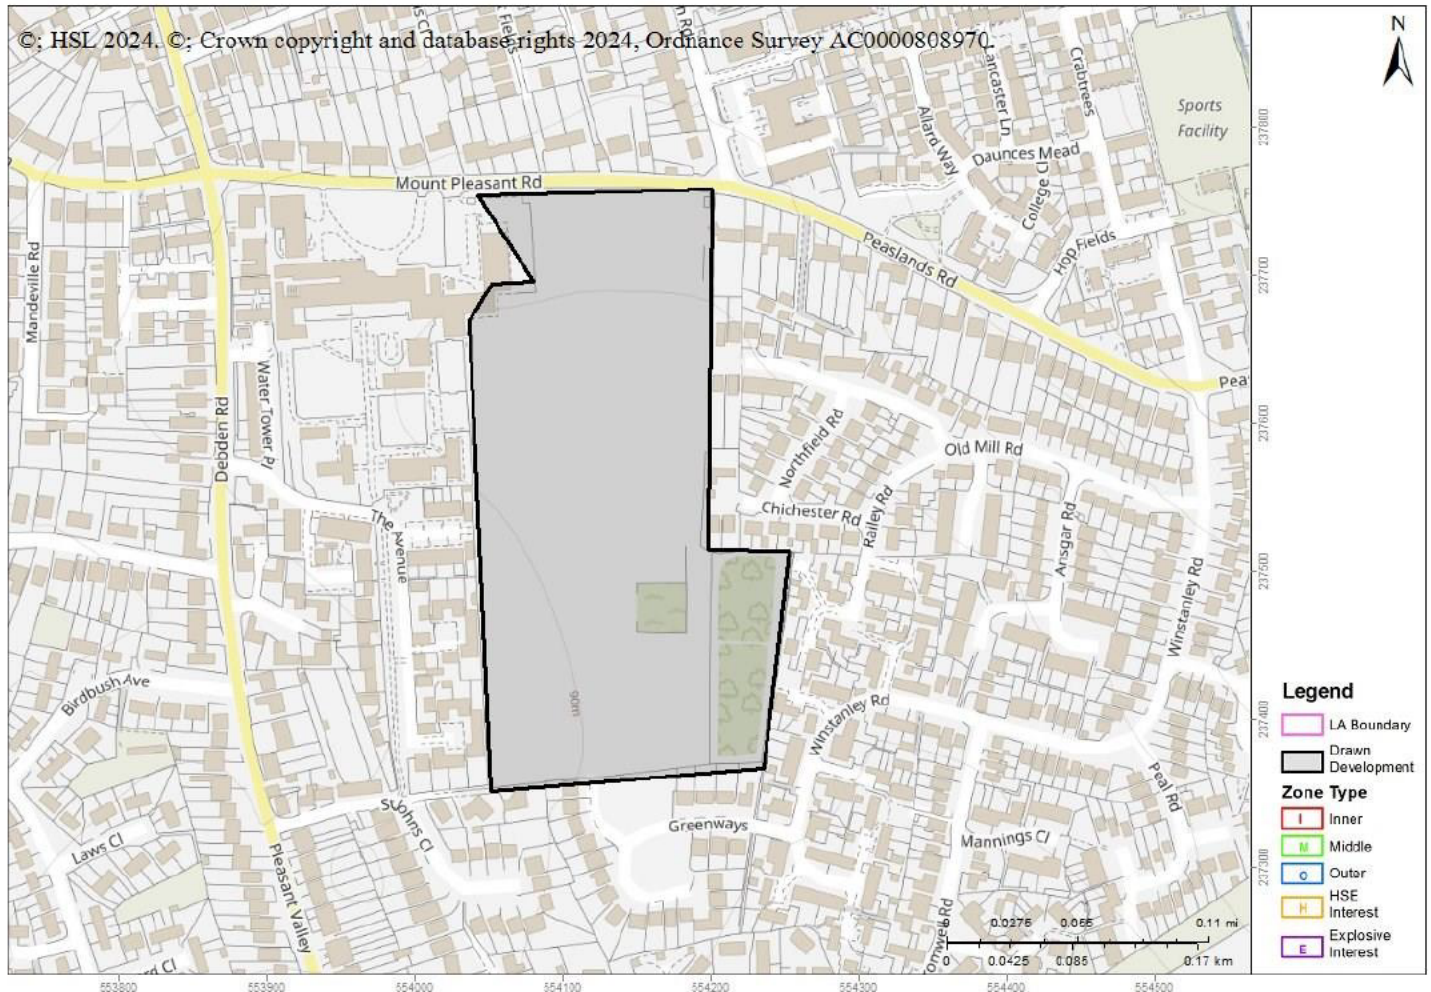 ©; HSL 2024. ©; Crown copyright and database rights 2024, Ordnance Survey AC0000808970.
N
Crabtrees
Lancaster Ln
Sports
Facility
Allard Way
Daunces Mead
College Cl
Mount Pleasant Rd
Peaslands Rd
Hop Fields
Mandeville Rd
Water Tower Pl
Debden Rd
Northfield Rd
Old Mill Rd
Chichester Rd
Railey Rd
The
Avenue
Ansgar Rd
Winstanley Rd
Birdbush Ave
90m
Winstanley Rd
Peal Rd
St Johns Cl
Greenways
Mannings Cl
Laws Cl
Pleasant Valley
237800
237700
237600
237500
237400
237300
Legend
LA Boundary
Drawn
Development
Zone Type
I Inner
M Middle
O Outer
H HSE
Interest
E Explosive
Interest
0 0.0275 0.055 0.11 mi
0 0.0425 0.085 0.17 km
553800 553900 554000 554100 554200 554300 554400 554500